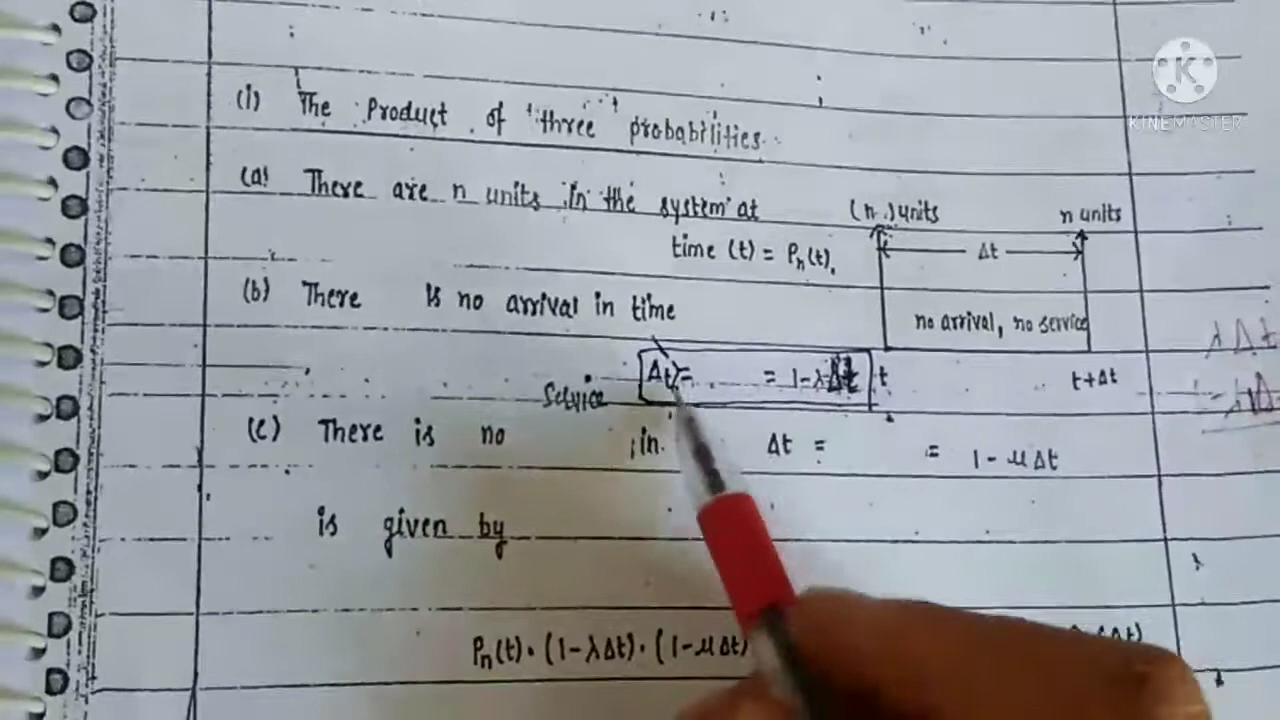 (i) The Product of three probabilities.
(a) There are n units in the system at
time (t) = Pn(t).
(n ) units
n units
Δt
no arrival, no service
t
t+Δt
(b) There is no arrival in time
Δt = = 1-λΔt
Service
(c) There is no in Δt = = 1-μΔt
is given by
Pn(t)·(1-λΔt)·(1-μΔt)
λΔt
KINEMASTER